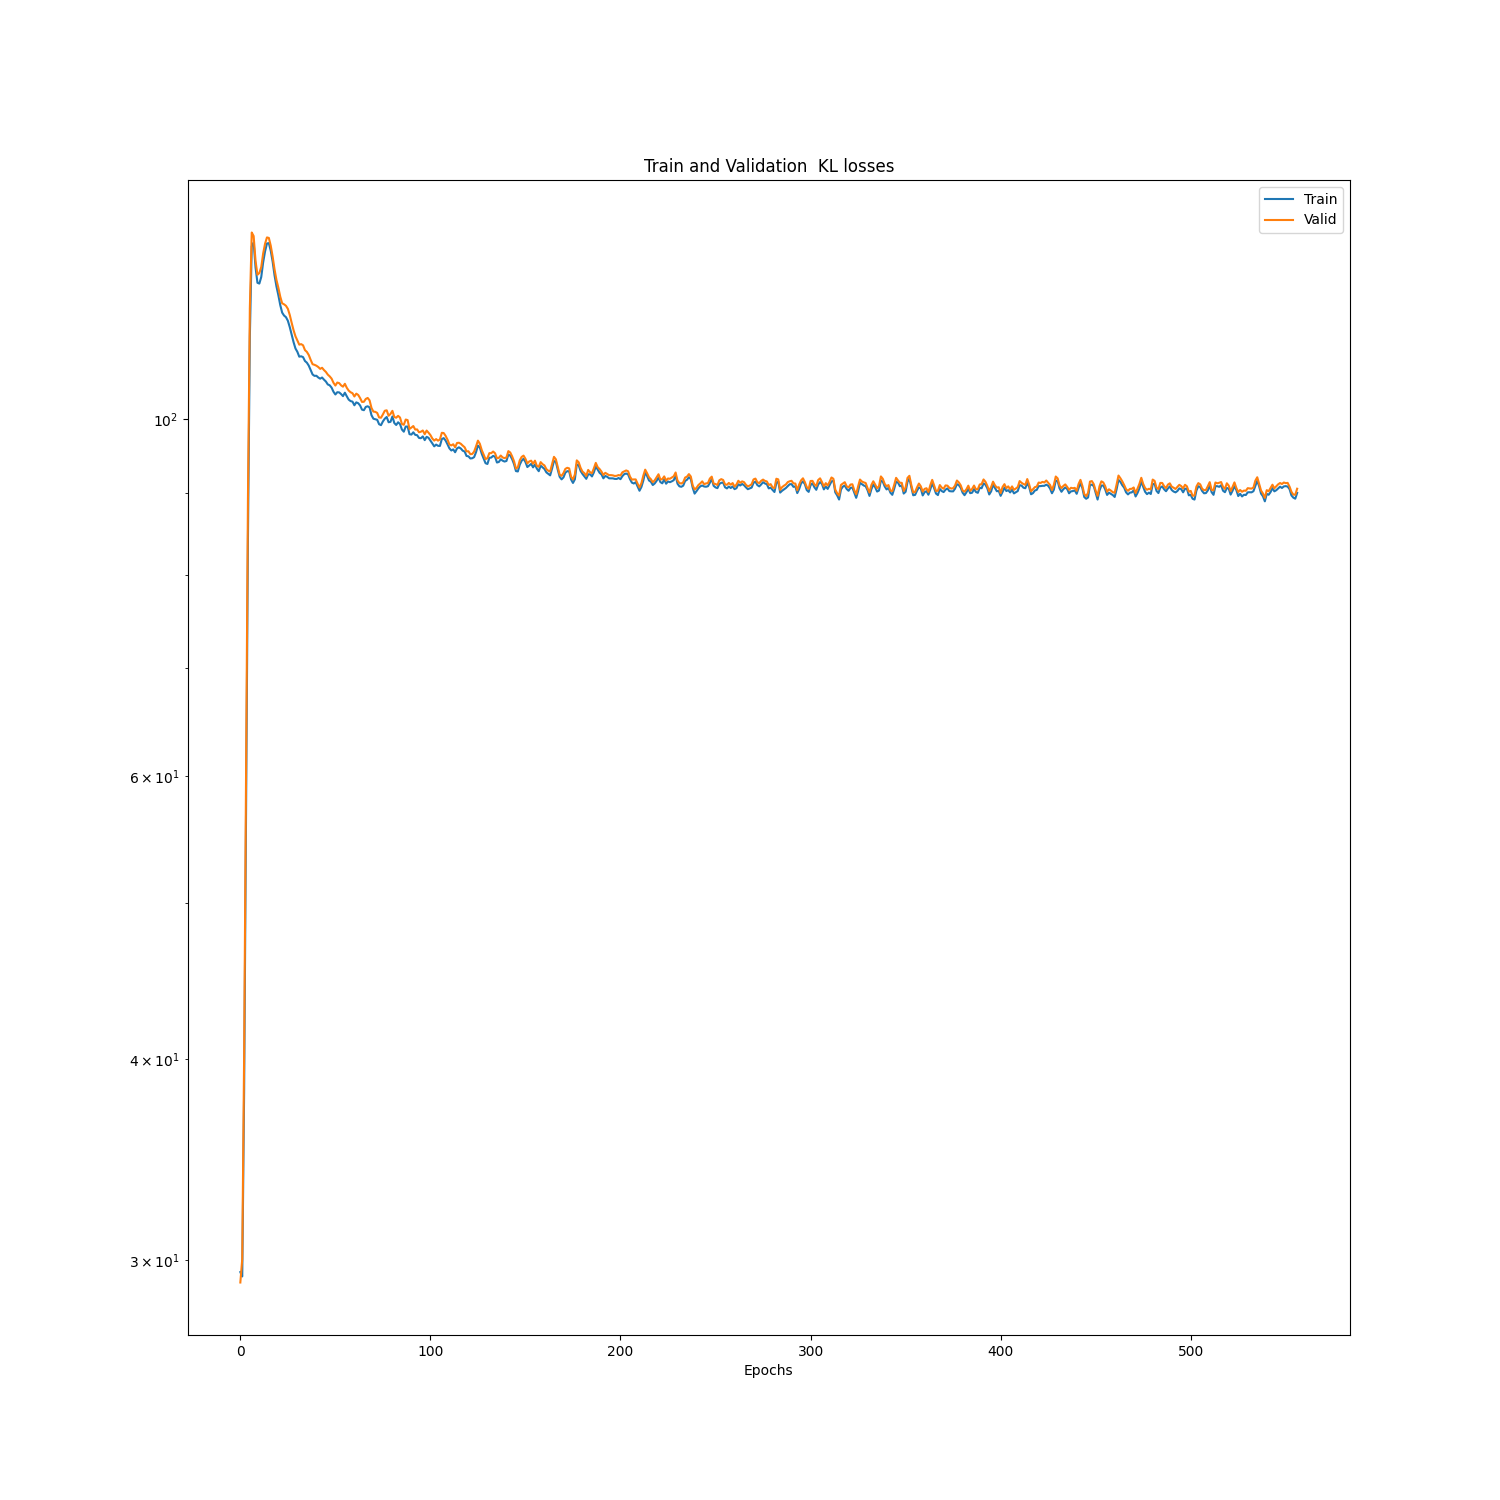 Train and Validation  KL losses
Train
Valid
10²
6 × 10¹
4 × 10¹
3 × 10¹
0 100 200 300 400 500
Epochs